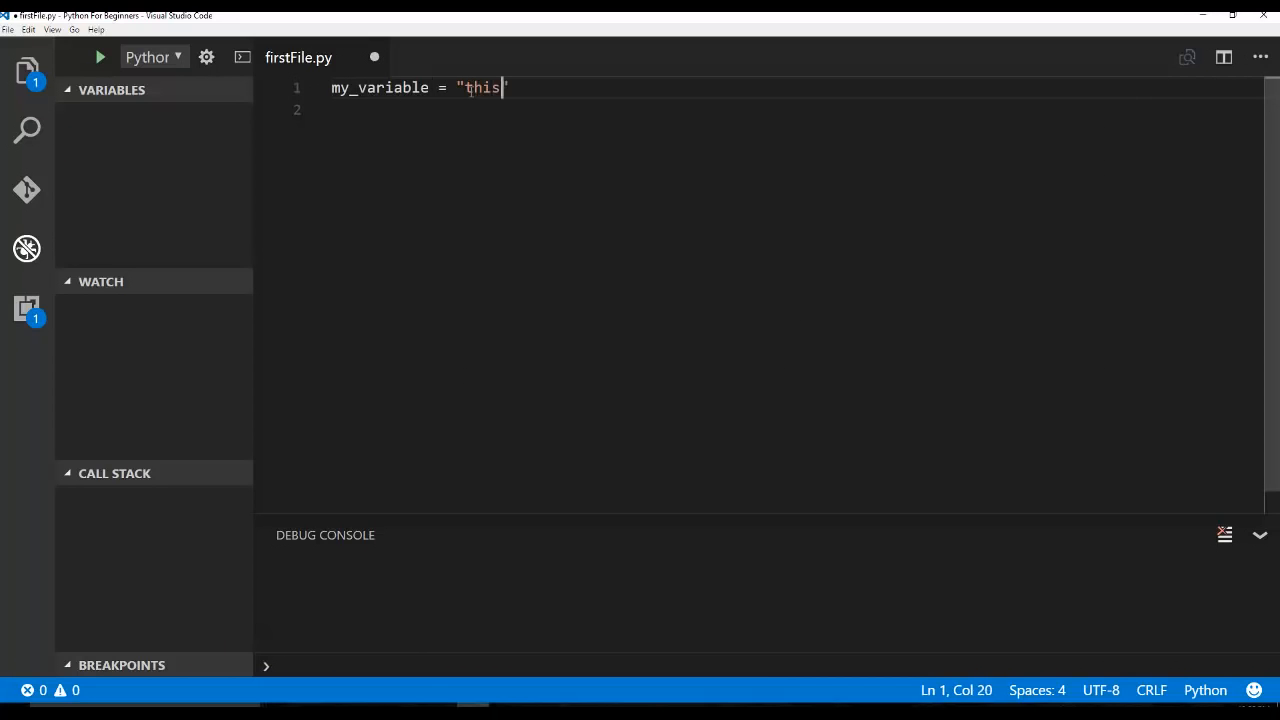 ● firstFile.py - Python For Beginners - Visual Studio Code
File Edit View Go Help
1
Python
firstFile.py
VARIABLES
1 my_variable = "this"
2
WATCH
1
CALL STACK
DEBUG CONSOLE
BREAKPOINTS
0 0
Ln 1, Col 20 Spaces: 4 UTF-8 CRLF Python